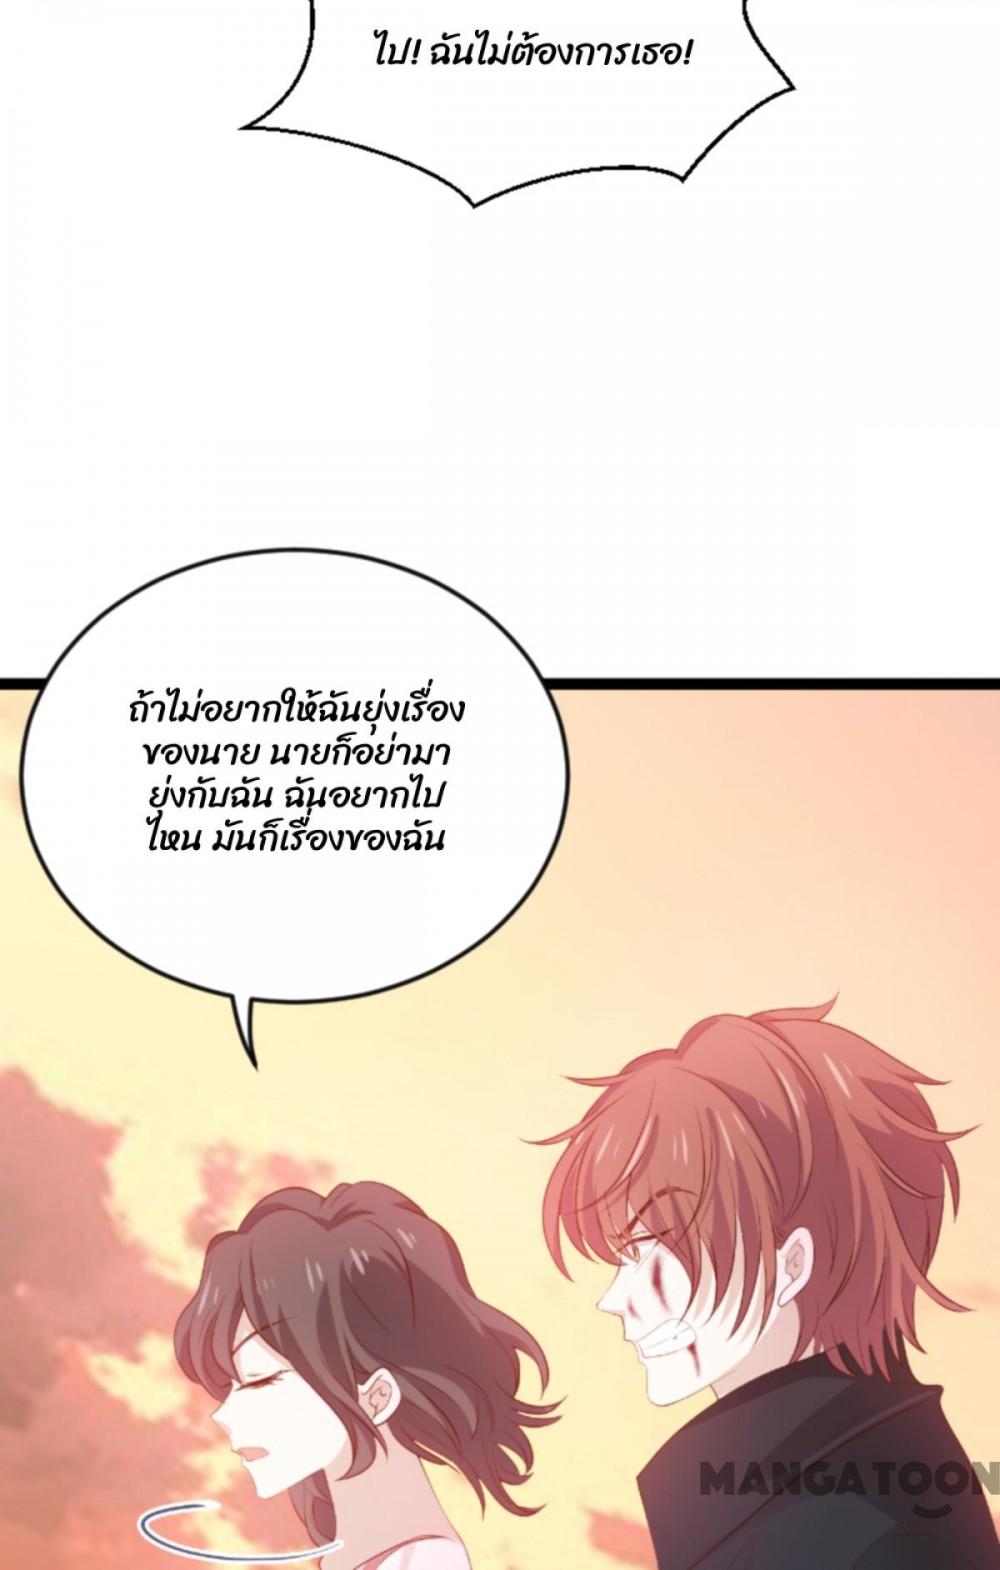 ไป! ฉันไม่ต้องการเธอ!
ถ้าไม่อยากให้ฉันยุ่งเรื่อง
ของนาย นายก็อย่ามา
ยุ่งกับฉัน ฉันอยากไป
ไหน มันก็เรื่องของฉัน
MANGATOON